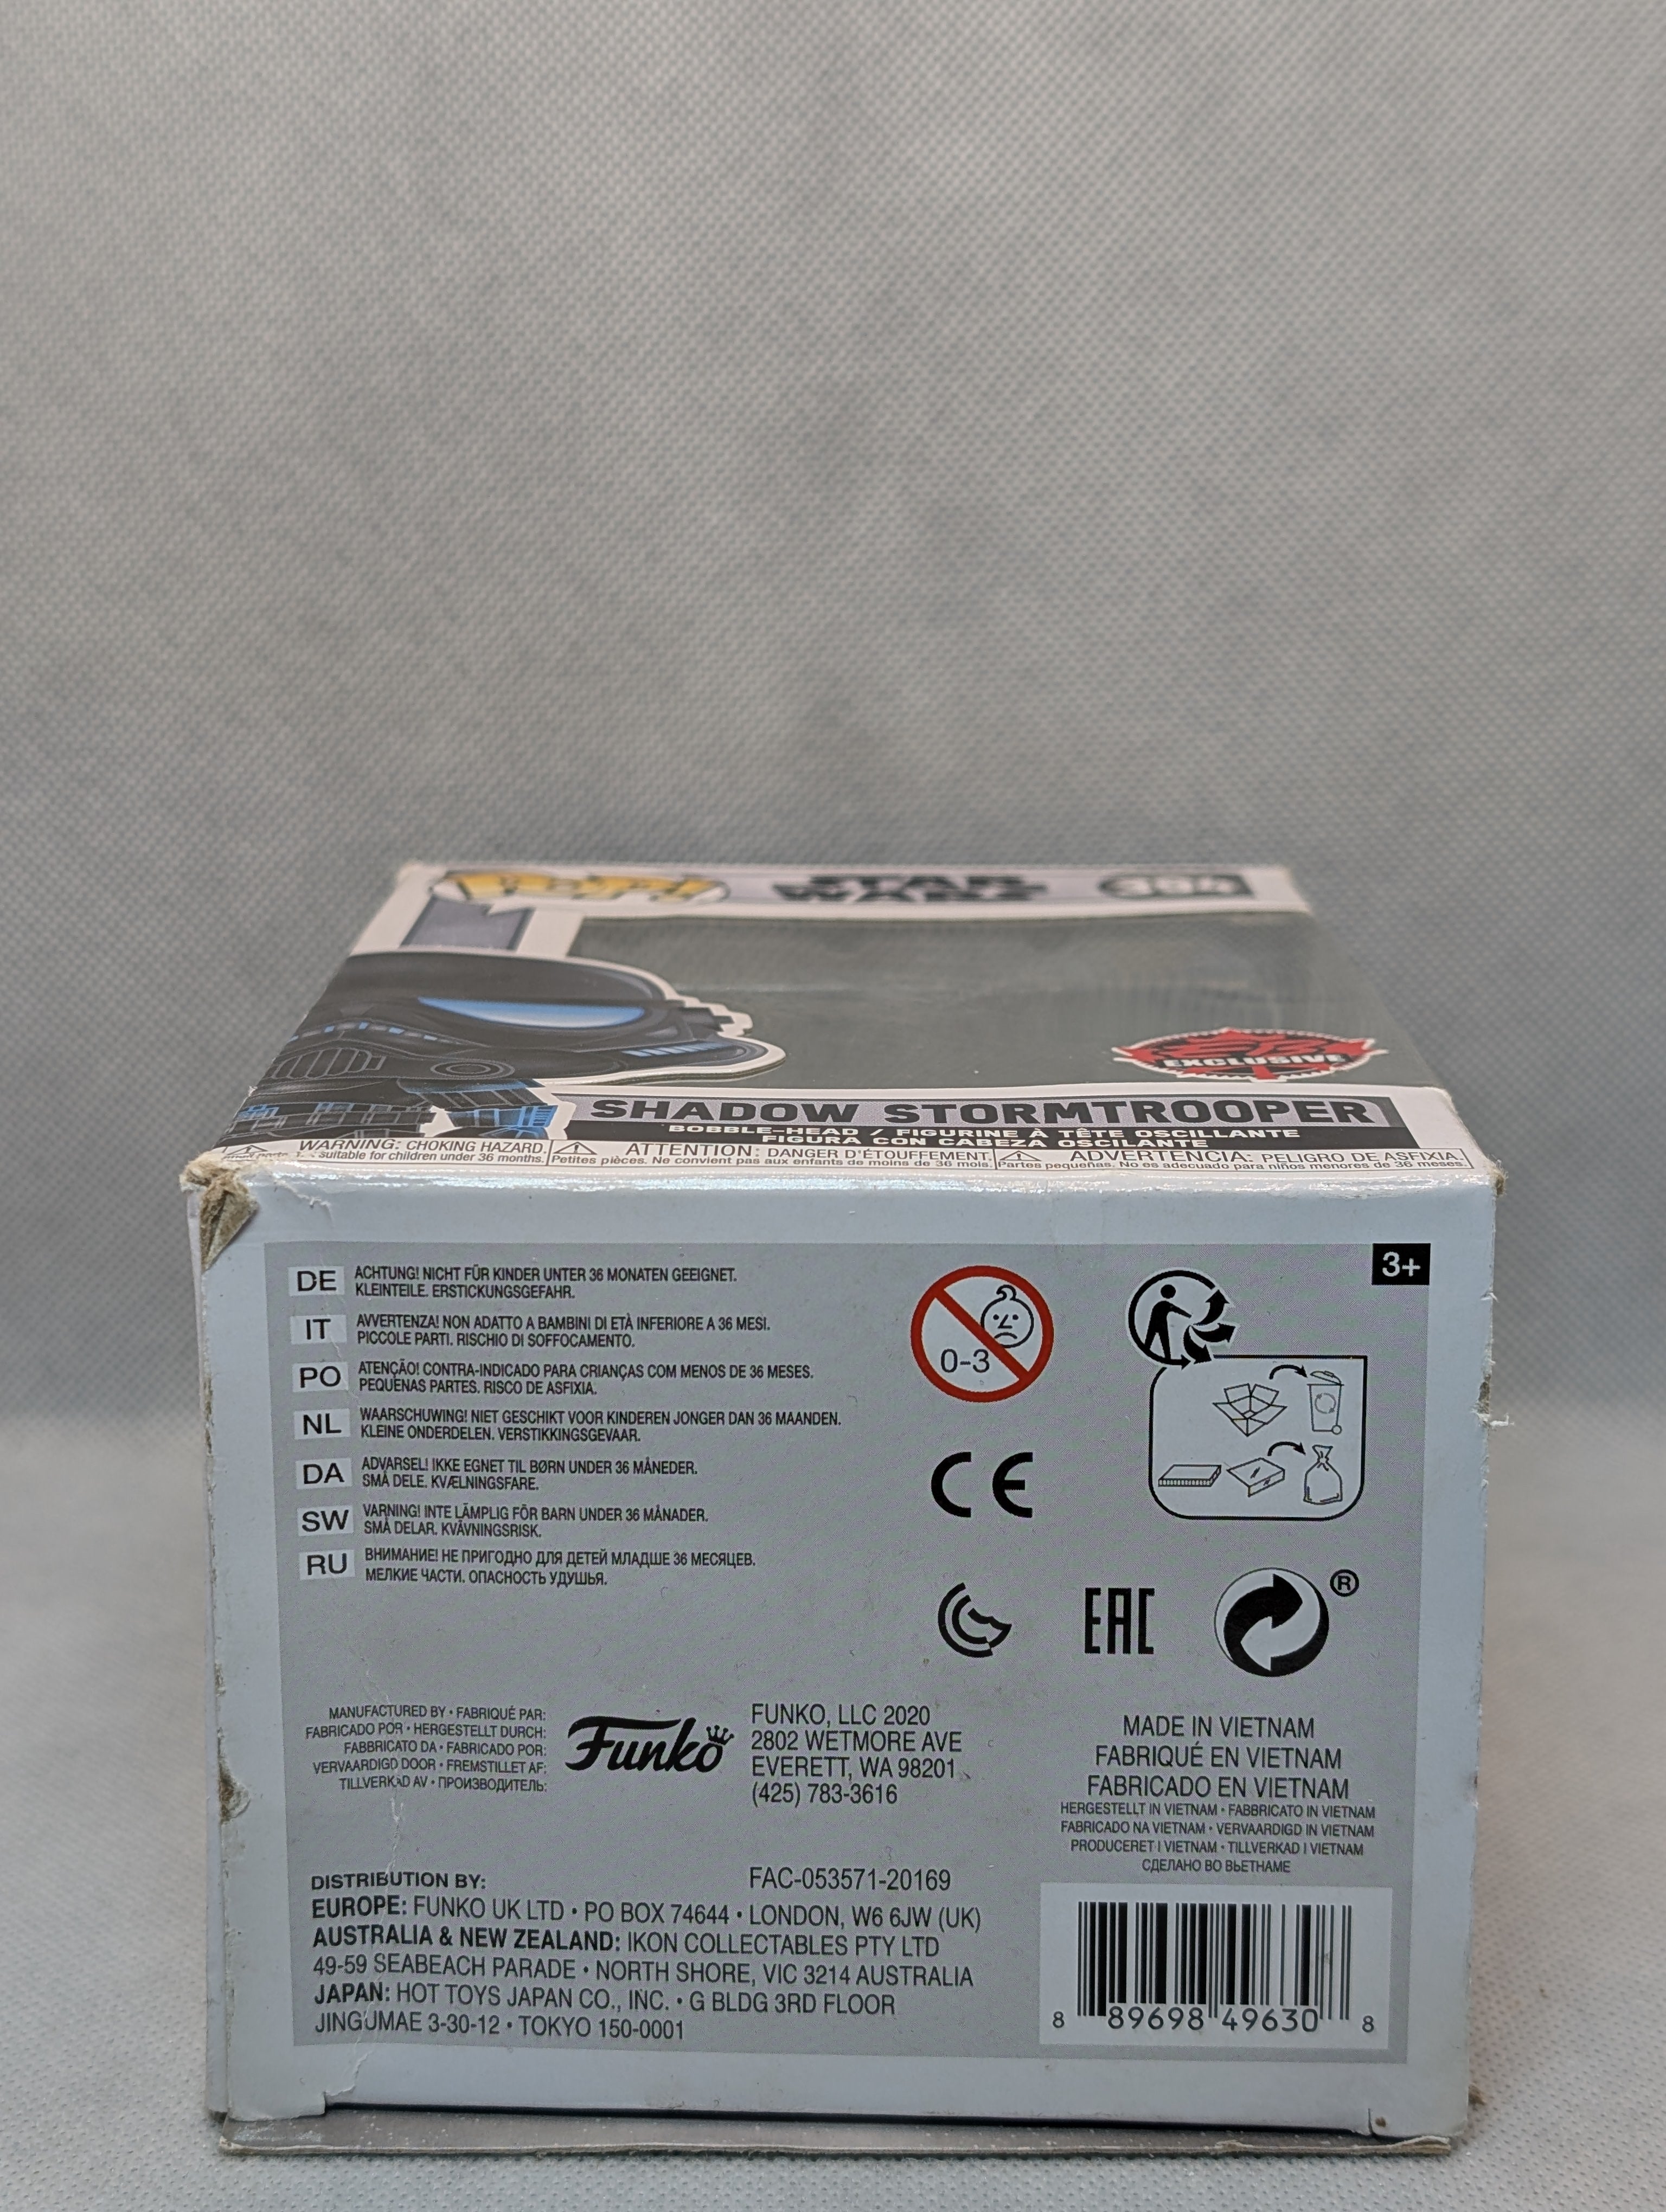 POP!
STAR
WARS
394
EXCLUSIVE
SHADOW STORMTROOPER
BOBBLE-HEAD / FIGURINE À TÊTE OSCILLANTE
FIGURA CON CABEZA OSCILANTE
WARNING: CHOKING HAZARD.
suitable for children under 36 months.
ATTENTION: DANGER D'ÉTOUFFEMENT.
Petites pièces. Ne convient pas aux enfants de moins de 36 mois.
ADVERTENCIA: PELIGRO DE ASFIXIA.
Partes pequeñas. No es adecuado para niños menores de 36 meses.
3+
DE ACHTUNG! NICHT FÜR KINDER UNTER 36 MONATEN GEEIGNET.
KLEINTEILE. ERSTICKUNGSGEFAHR.
IT AVVERTENZA! NON ADATTO A BAMBINI DI ETÀ INFERIORE A 36 MESI.
PICCOLE PARTI. RISCHIO DI SOFFOCAMENTO.
PO ATENÇÃO! CONTRA-INDICADO PARA CRIANÇAS COM MENOS DE 36 MESES.
PEQUENAS PARTES. RISCO DE ASFIXIA.
NL WAARSCHUWING! NIET GESCHIKT VOOR KINDEREN JONGER DAN 36 MAANDEN.
KLEINE ONDERDELEN. VERSTIKKINGSGEVAAR.
DA ADVARSEL! IKKE EGNET TIL BØRN UNDER 36 MÅNEDER.
SMÅ DELE. KVÆLNINGSFARE.
SW VARNING! INTE LÄMPLIG FÖR BARN UNDER 36 MÅNADER.
SMÅ DELAR. KVÄVNINGSRISK.
RU ВНИМАНИЕ! НЕ ПРИГОДНО ДЛЯ ДЕТЕЙ МЛАДШЕ 36 МЕСЯЦЕВ.
МЕЛКИЕ ЧАСТИ. ОПАСНОСТЬ УДУШЬЯ.
0-3
CE
EAC
®
MANUFACTURED BY • FABRIQUÉ PAR:
FABRICADO POR • HERGESTELLT DURCH:
FABBRICATO DA • FABRICADO POR:
VERVAARDIGD DOOR • FREMSTILLET AF:
TILLVERKAD AV • ПРОИЗВОДИТЕЛЬ:
Funko
FUNKO, LLC 2020
2802 WETMORE AVE
EVERETT, WA 98201
(425) 783-3616
MADE IN VIETNAM
FABRIQUÉ EN VIETNAM
FABRICADO EN VIETNAM
HERGESTELLT IN VIETNAM • FABBRICATO IN VIETNAM
FABRICADO NA VIETNAM • VERVAARDIGD IN VIETNAM
PRODUCERET I VIETNAM • TILLVERKAD I VIETNAM
СДЕЛАНО ВО ВЬЕТНАМЕ
DISTRIBUTION BY:
FAC-053571-20169
EUROPE: FUNKO UK LTD • PO BOX 74644 • LONDON, W6 6JW (UK)
AUSTRALIA & NEW ZEALAND: IKON COLLECTABLES PTY LTD
49-59 SEABEACH PARADE • NORTH SHORE, VIC 3214 AUSTRALIA
JAPAN: HOT TOYS JAPAN CO., INC. • G BLDG 3RD FLOOR
JINGUMAE 3-30-12 • TOKYO 150-0001
8 89698 49630 8